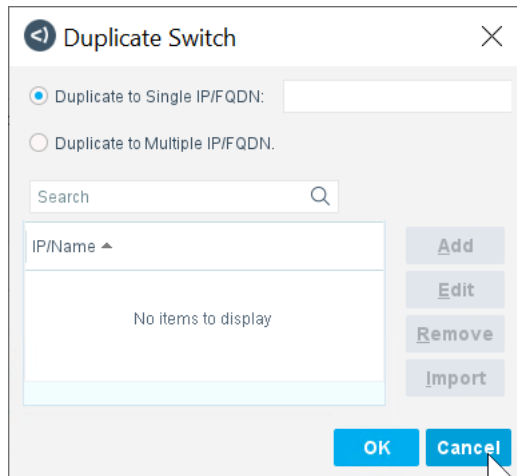 Duplicate Switch
Duplicate to Single IP/FQDN:
Duplicate to Multiple IP/FQDN.
Search
IP/Name
Add
No items to display
Edit
Remove
Import
OK Cancel